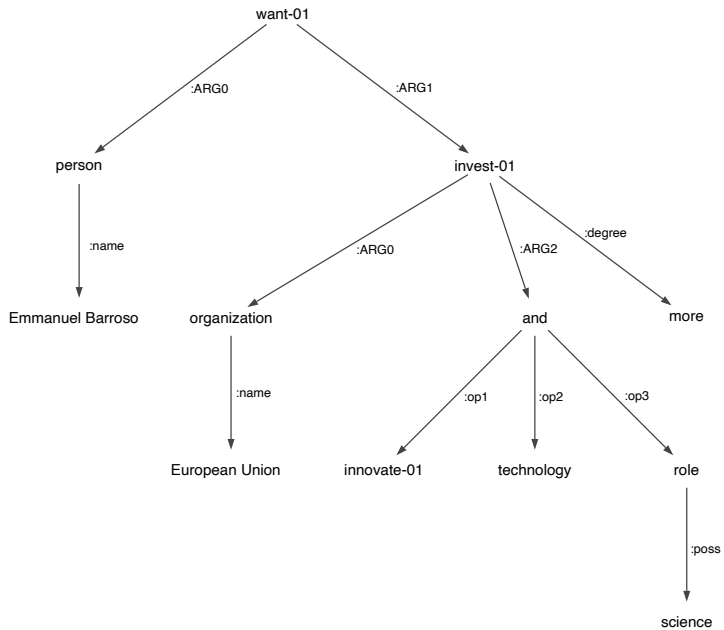 want-01
:ARG0
:ARG1
person
invest-01
:name
:ARG0
:ARG2
:degree
Emmanuel Barroso
organization
and
more
:name
:op1
:op2
:op3
European Union
innovate-01
technology
role
:poss
science